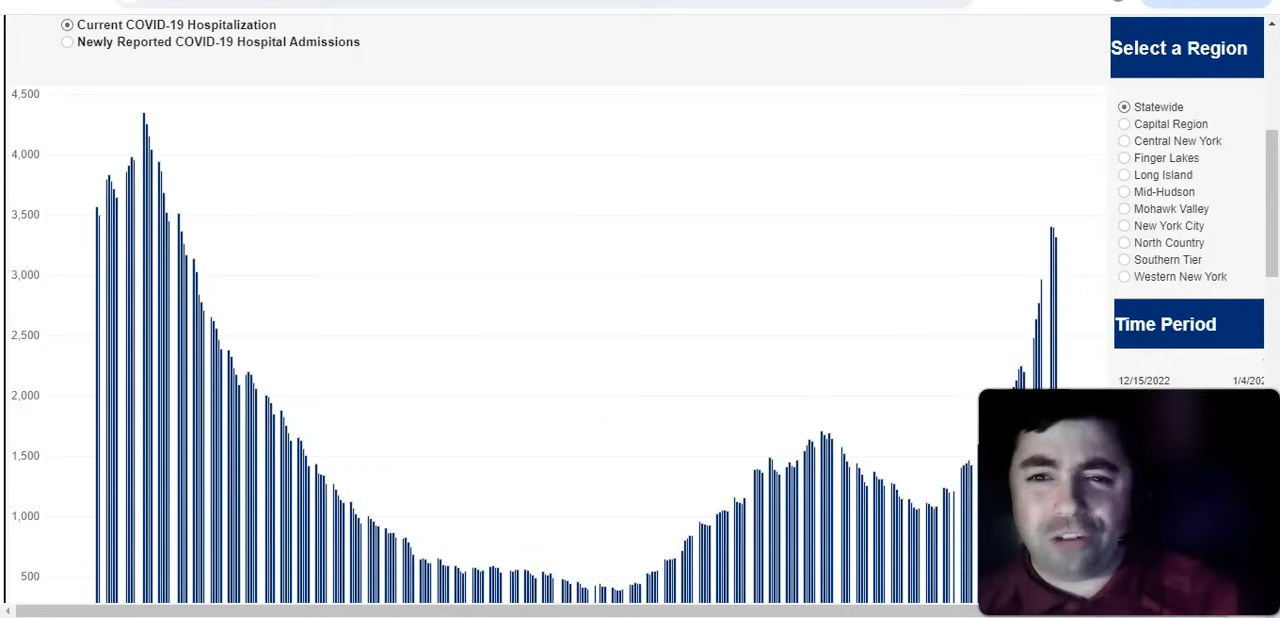 Current COVID-19 Hospitalization
Newly Reported COVID-19 Hospital Admissions
4,500
4,000
3,500
3,000
2,500
2,000
1,500
1,000
500
Select a Region
Statewide
Capital Region
Central New York
Finger Lakes
Long Island
Mid-Hudson
Mohawk Valley
New York City
North Country
Southern Tier
Western New York
Time Period
12/15/2022 1/4/202